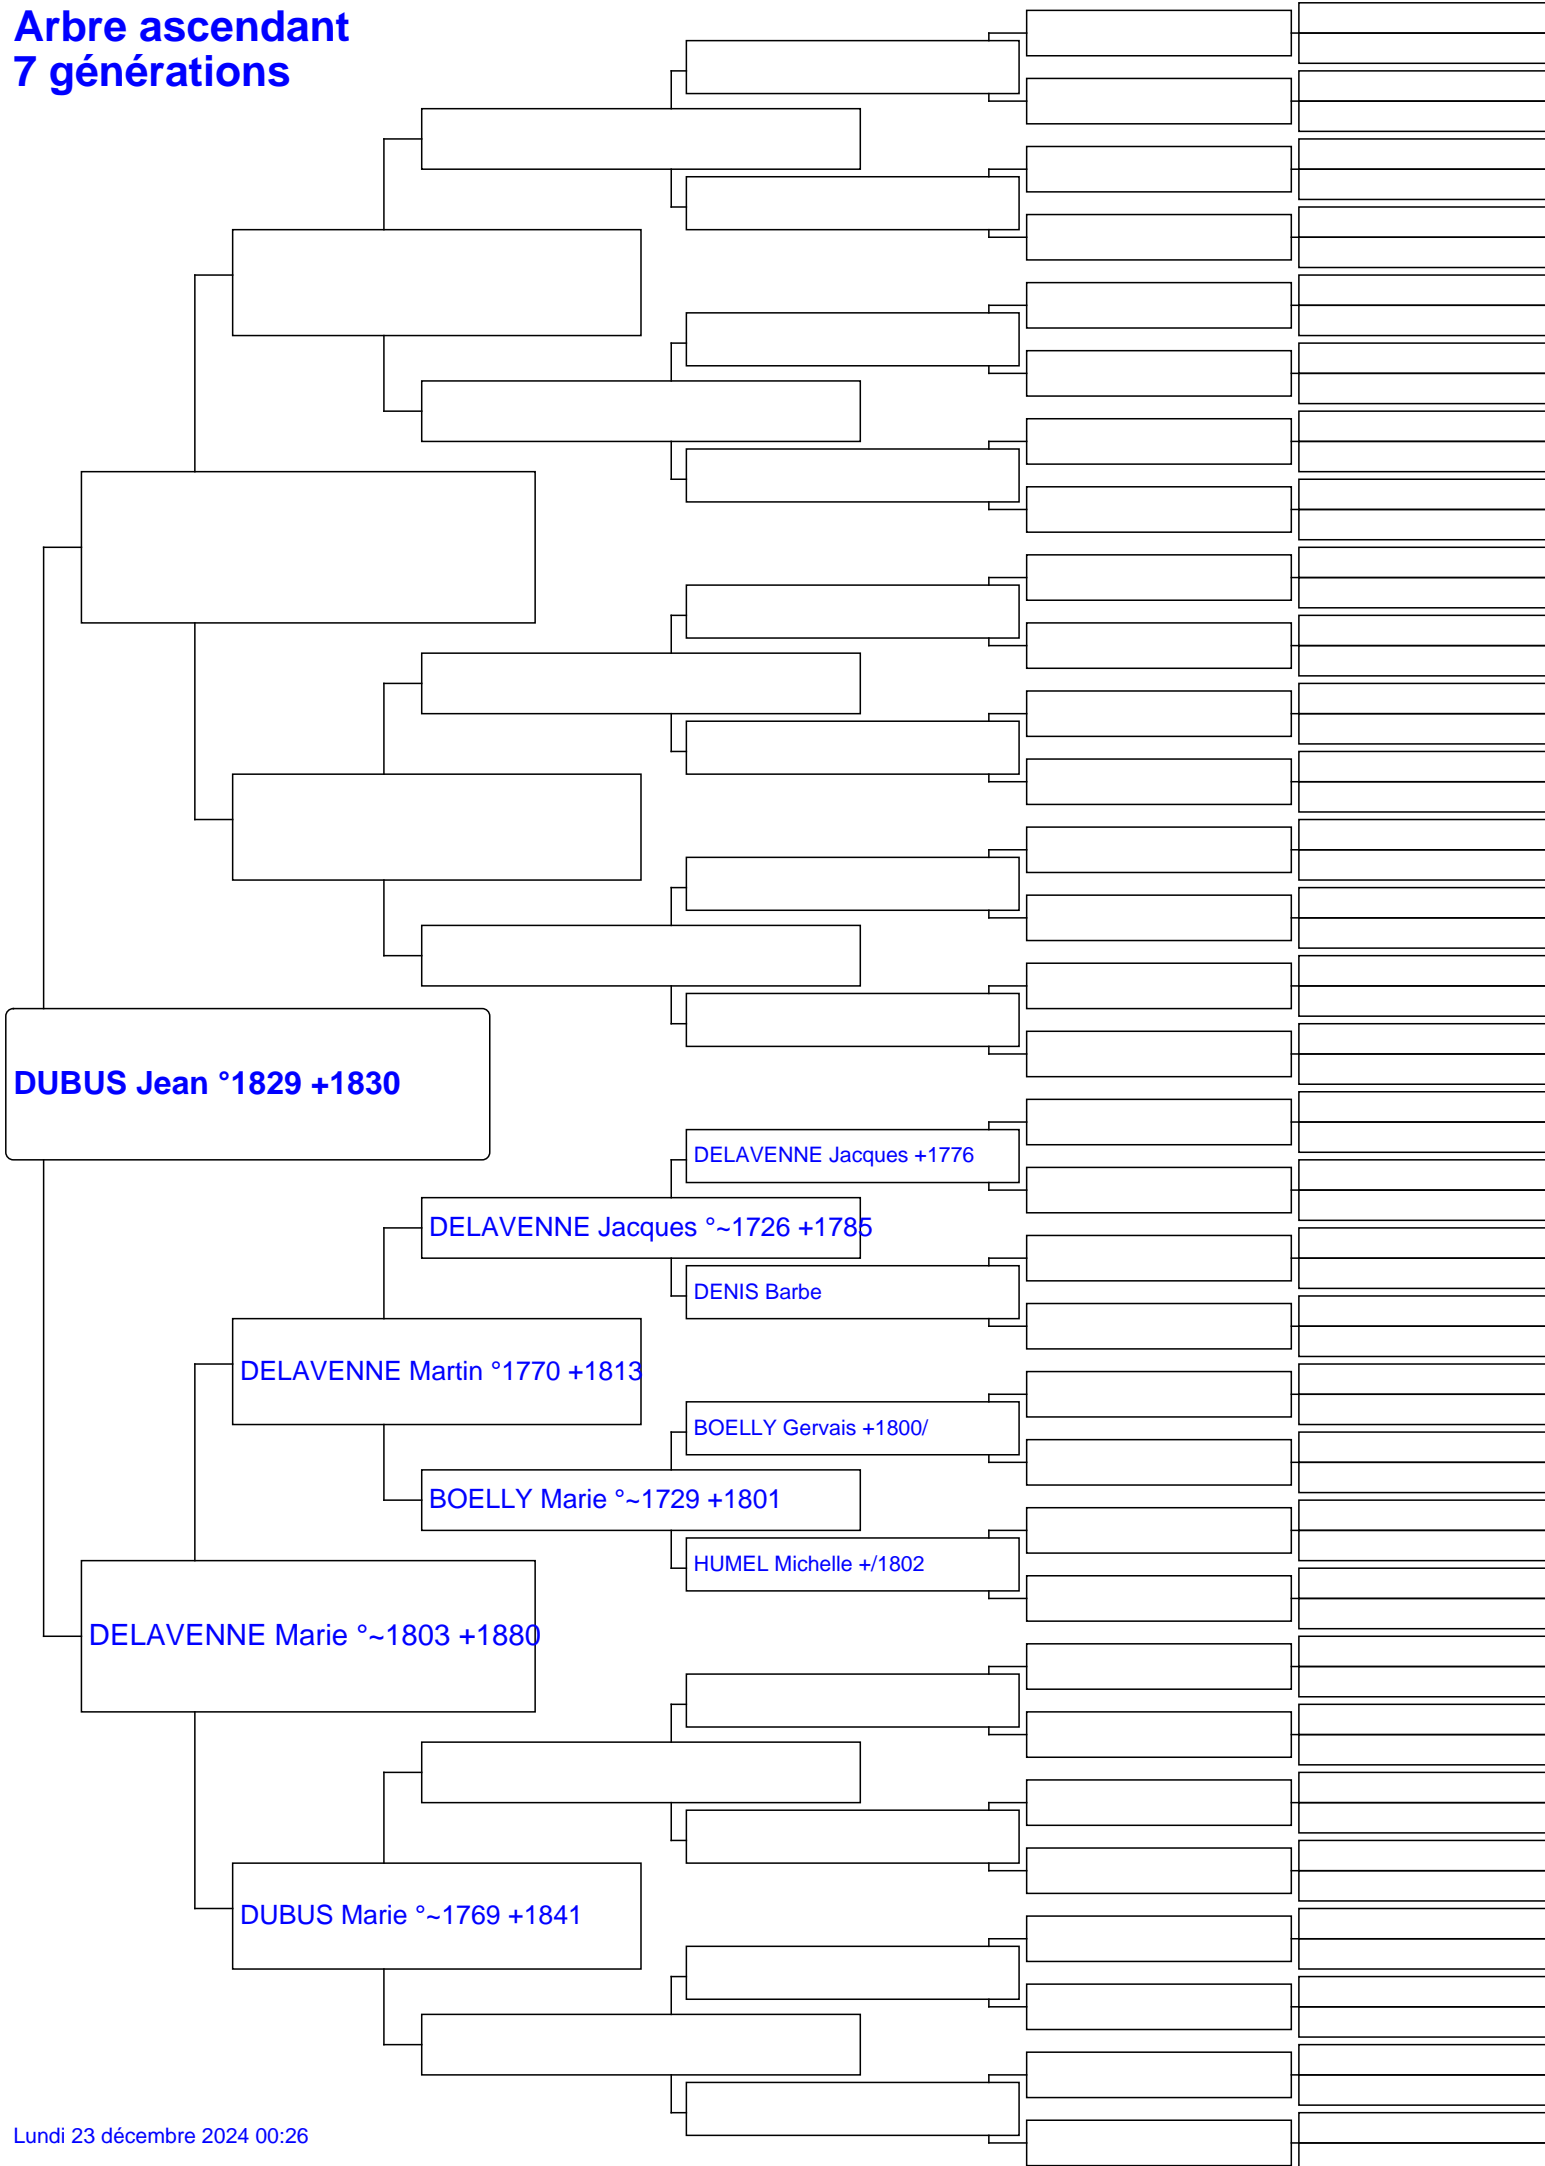 Arbre ascendant
7 générations
DUBUS Jean °1829 +1830
DELAVENNE Jacques +1776
DELAVENNE Jacques °~1726 +1785
DENIS Barbe
DELAVENNE Martin °1770 +1813
BOELLY Gervais +1800/
BOELLY Marie °~1729 +1801
HUMEL Michelle +/1802
DELAVENNE Marie °~1803 +1880
DUBUS Marie °~1769 +1841
Lundi 23 décembre 2024 00:26